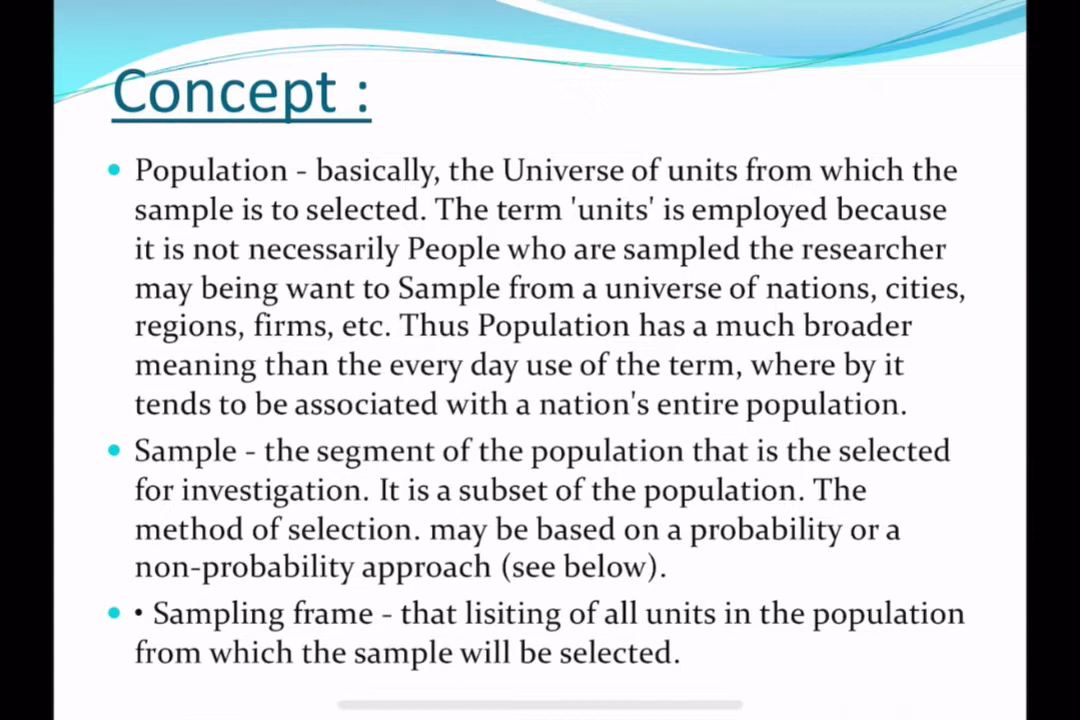 Concept :
• Population - basically, the Universe of units from which the
sample is to selected. The term 'units' is employed because
it is not necessarily People who are sampled the researcher
may being want to Sample from a universe of nations, cities,
regions, firms, etc. Thus Population has a much broader
meaning than the every day use of the term, where by it
tends to be associated with a nation's entire population.
• Sample - the segment of the population that is the selected
for investigation. It is a subset of the population. The
method of selection. may be based on a probability or a
non-probability approach (see below).
• • Sampling frame - that lisiting of all units in the population
from which the sample will be selected.